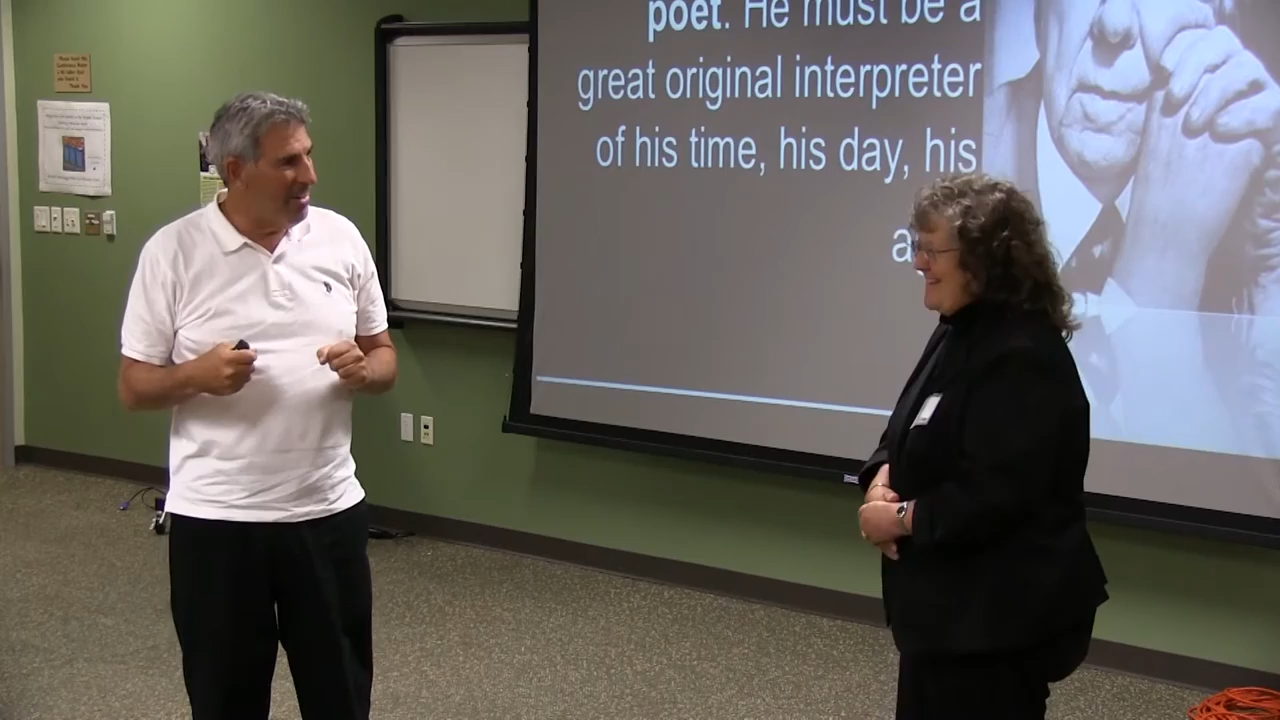 poet. He must be a
great original interpreter
of his time, his day, his
a